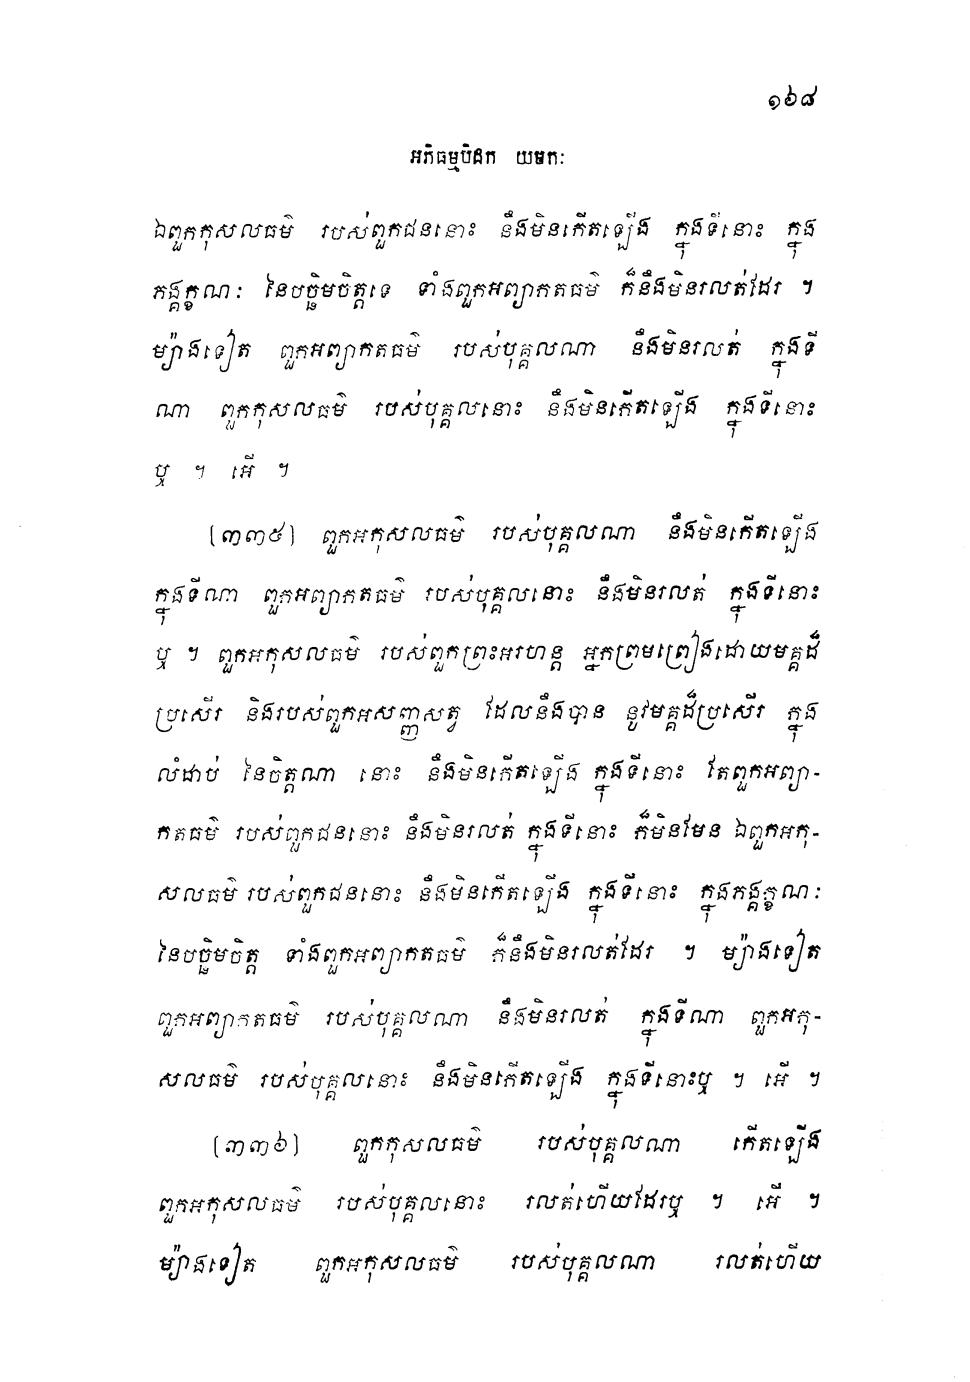 ១៦៨
អភិធម្មបិដក យមកៈ
ឯពួកកុសលធម៌ របស់ពួកជននោះ នឹងមិនកើតឡើង ក្នុងទីនោះ ក្នុង
ភង្គក្ខណៈ នៃបច្ឆិមចិត្តទេ ទាំងពួកអព្យាកតធម៌ ក៏នឹងមិនរលត់ដែរ ។
ម្យ៉ាងទៀត ពួកអព្យាកតធម៌ របស់បុគ្គលណា នឹងមិនរលត់ ក្នុងទី
ណា ពួកកុសលធម៌ របស់បុគ្គលនោះ នឹងមិនកើតឡើង ក្នុងទីនោះ
ឬ ។ អើ ។
[៣៣៥] ពួកអកុសលធម៌ របស់បុគ្គលណា នឹងមិនកើតឡើង
ក្នុងទីណា ពួកអព្យាកតធម៌ របស់បុគ្គលនោះ នឹងមិនរលត់ ក្នុងទីនោះ
ឬ ។ ពួកអកុសលធម៌ របស់ពួកព្រះអរហន្ត អ្នកព្រមព្រៀងដោយមគ្គដ៏
ប្រសើរ និងរបស់ពួកអសញ្ញសត្វ ដែលនឹងបាន នូវមគ្គដ៏ប្រសើរ ក្នុង
លំដាប់ នៃចិត្តណា នោះ នឹងមិនកើតឡើង ក្នុងទីនោះ តែពួកអព្យា-
កតធម៌ របស់ពួកជននោះ នឹងមិនរលត់ ក្នុងទីនោះ ក៏មិនមែន ឯពួកអកុ-
សលធម៌ របស់ពួកជននោះ នឹងមិនកើតឡើង ក្នុងទីនោះ ក្នុងភង្គក្ខណៈ
នៃបច្ឆិមចិត្ត ទាំងពួកអព្យាកតធម៌ ក៏នឹងមិនរលត់ដែរ ។ ម្យ៉ាងទៀត
ពួកអព្យាកតធម៌ របស់បុគ្គលណា នឹងមិនរលត់ ក្នុងទីណា ពួកអកុ-
សលធម៌ របស់បុគ្គលនោះ នឹងមិនកើតឡើង ក្នុងទីនោះឬ ។ អើ ។
[៣៣៦] ពួកកុសលធម៌ របស់បុគ្គលណា កើតឡើង
ពួកអកុសលធម៌ របស់បុគ្គលនោះ រលត់ហើយដែរឬ ។ អើ ។
ម្យ៉ាងទៀត ពួកអកុសលធម៌ របស់បុគ្គលណា រលត់ហើយ